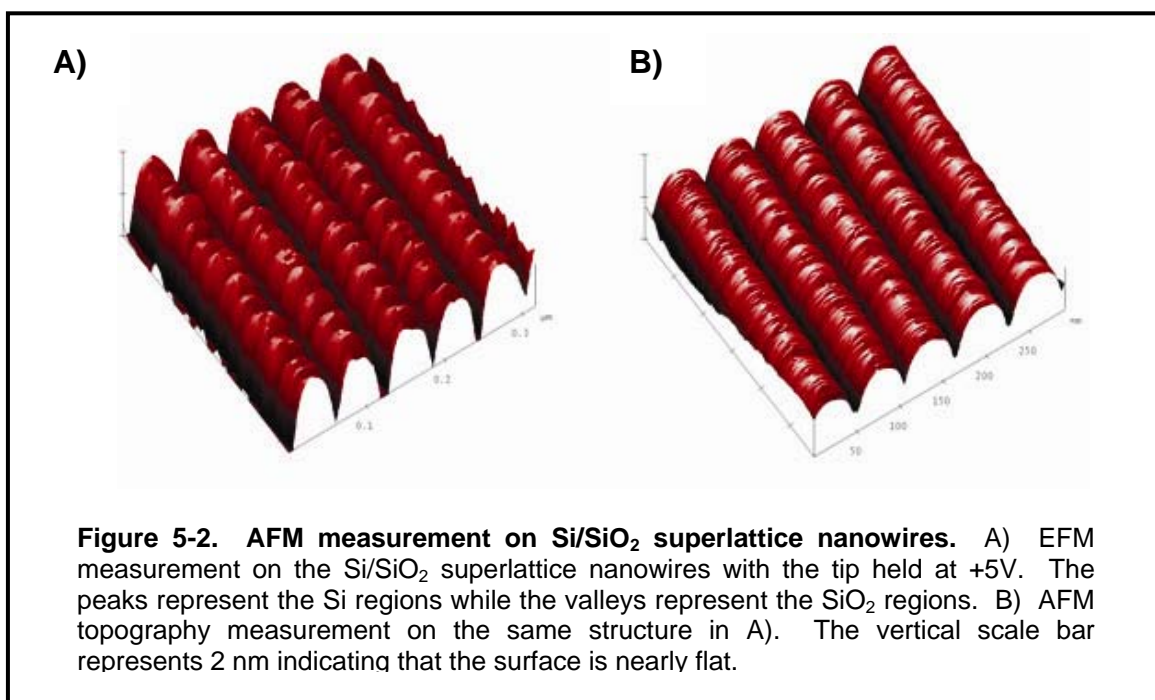 A)
B)
0.1
0.2
0.3
um
50
100
150
200
250
nm
Figure 5-2. AFM measurement on Si/SiO₂ superlattice nanowires. A) EFM
measurement on the Si/SiO₂ superlattice nanowires with the tip held at +5V. The
peaks represent the Si regions while the valleys represent the SiO₂ regions. B) AFM
topography measurement on the same structure in A). The vertical scale bar
represents 2 nm indicating that the surface is nearly flat.